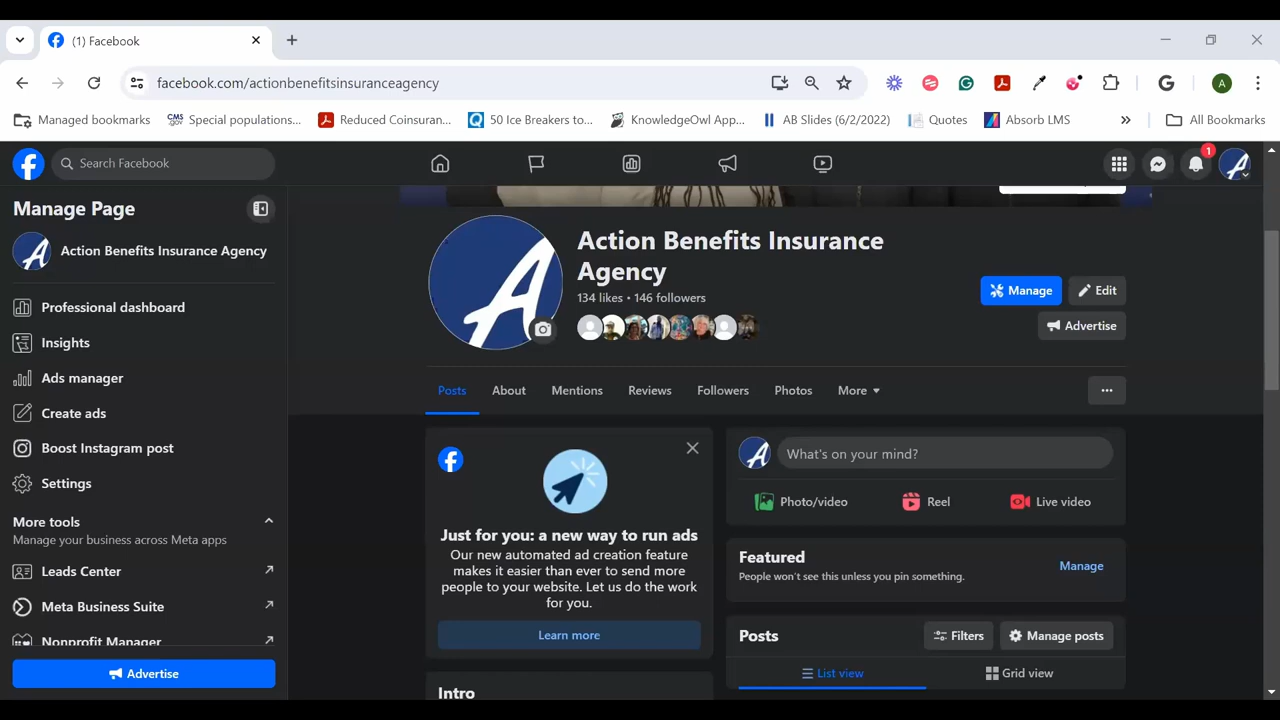 (1) Facebook
facebook.com/actionbenefitsinsuranceagency
A
Managed bookmarks
CMS.gov Special populations...
Reduced Coinsuran...
50 Ice Breakers to...
KnowledgeOwl App...
AB Slides (6/2/2022)
Quotes
Absorb LMS
All Bookmarks
Search Facebook
1
Manage Page
Action Benefits Insurance Agency
Professional dashboard
Insights
Ads manager
Create ads
Boost Instagram post
Settings
More tools
Manage your business across Meta apps
Leads Center
Meta Business Suite
Nonprofit Manager
Advertise
A
Action Benefits Insurance
Agency
134 likes • 146 followers
Manage
Edit
Advertise
Posts
About
Mentions
Reviews
Followers
Photos
More
Just for you: a new way to run ads
Our new automated ad creation feature
makes it easier than ever to send more
people to your website. Let us do the work
for you.
Learn more
Intro
What's on your mind?
Photo/video
Reel
Live video
Featured
People won't see this unless you pin something.
Manage
Posts
Filters
Manage posts
List view
Grid view